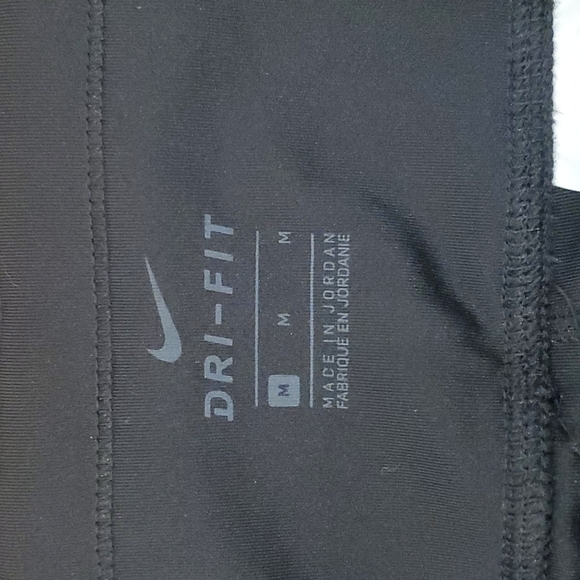 DRI-FIT
M M M
MADE IN JORDAN
FABRIQUE EN JORDANIE